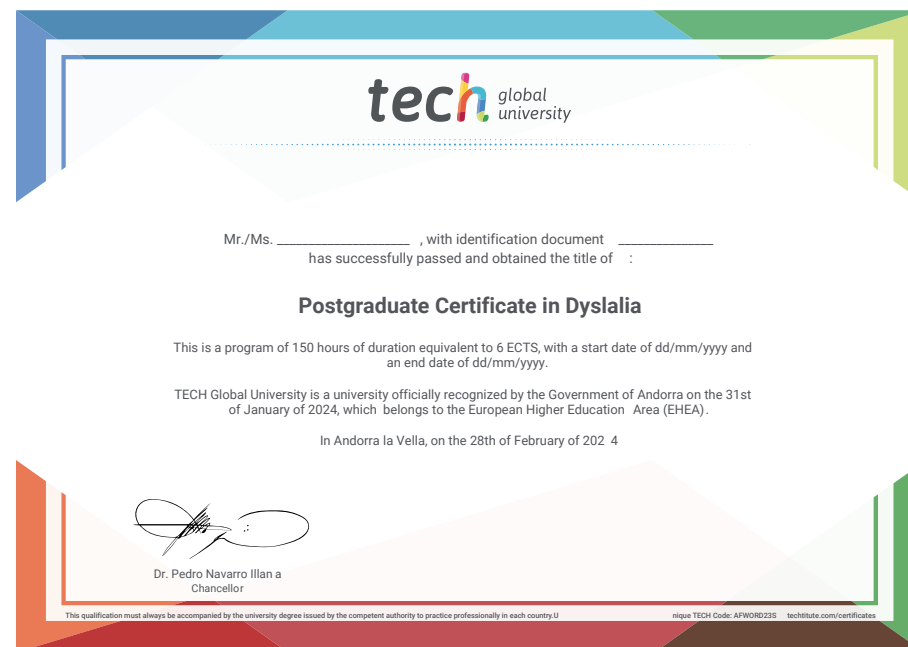 tech global
university
Mr./Ms. _____________________ , with identification document _______________
has successfully passed and obtained the title of :
Postgraduate Certificate in Dyslalia
This is a program of 150 hours of duration equivalent to 6 ECTS, with a start date of dd/mm/yyyy and
an end date of dd/mm/yyyy.
TECH Global University is a university officially recognized by the Government of Andorra on the 31st
of January of 2024, which belongs to the European Higher Education Area (EHEA).
In Andorra la Vella, on the 28th of February of 202 4
Dr. Pedro Navarro Illan a
Chancellor
This qualification must always be accompanied by the university degree issued by the competent authority to practice professionally in each country.U nique TECH Code: AFWORD23S techtitute.com/certificates